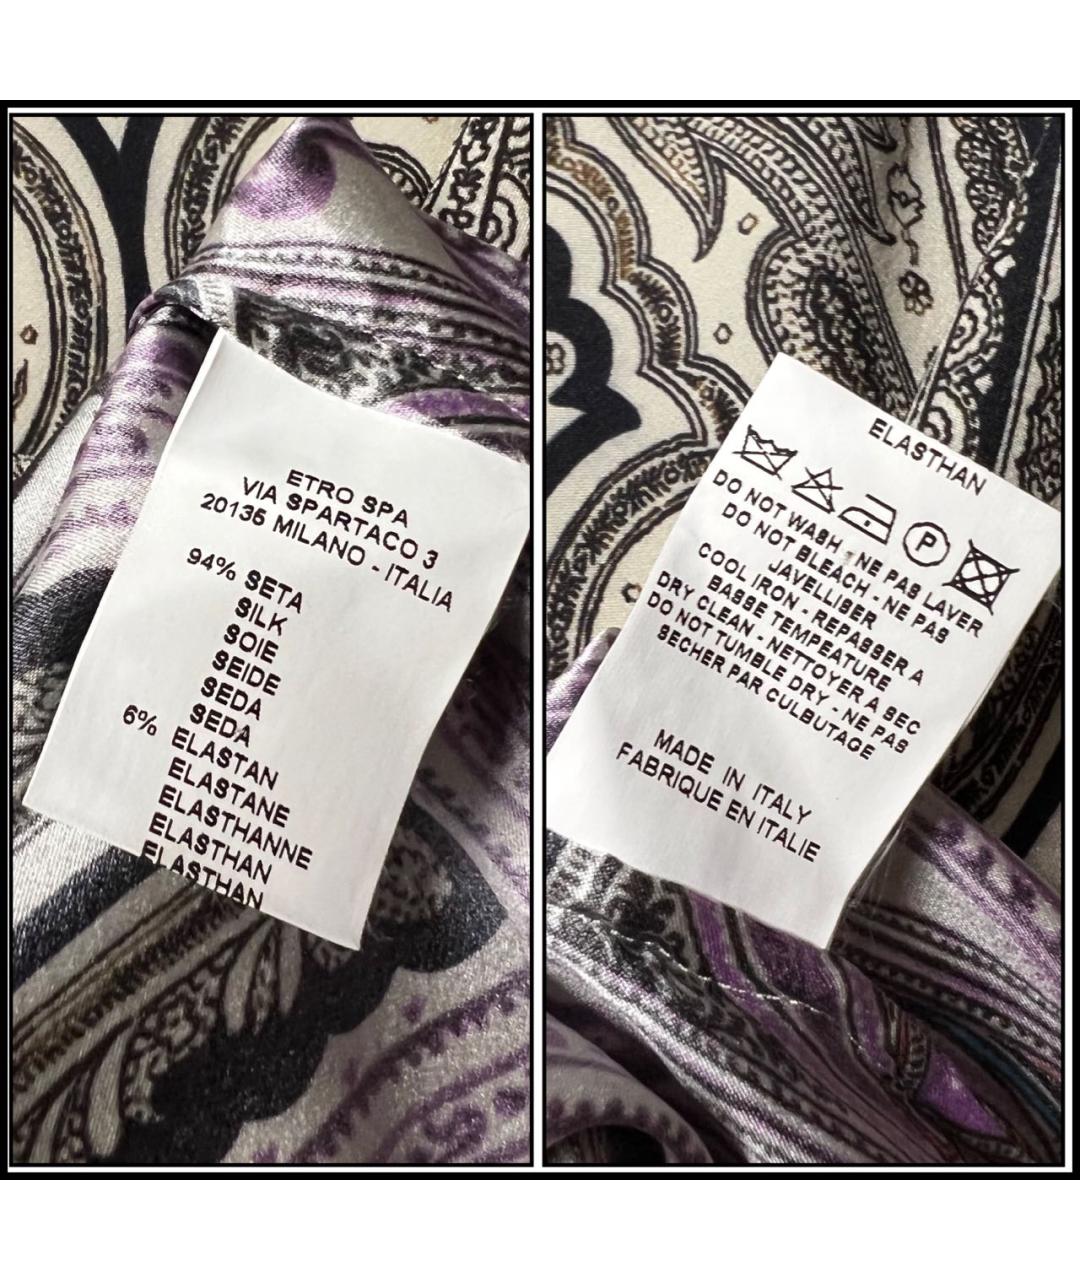 ETRO SPA
VIA SPARTACO 3
20135 MILANO - ITALIA
94% SETA
SILK
SOIE
SEIDE
SEDA
SEDA
6% ELASTAN
ELASTANE
ELASTHANNE
ELASTHAN
ELASTHAN
ELASTHAN
P
DO NOT WASH - NE PAS LAVER
DO NOT BLEACH - NE PAS
JAVELLISER
COOL IRON - REPASSER A
BASSE TEMPEATURE
DRY CLEAN - NETTOYER A SEC
DO NOT TUMBLE DRY - NE PAS
SECHER PAR CULBUTAGE
MADE IN ITALY
FABRIQUE EN ITALIE